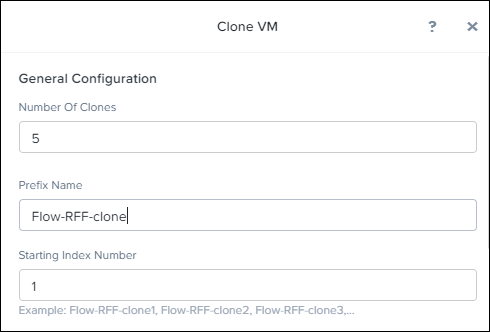 Clone VM
? ×
General Configuration
Number Of Clones
5
Prefix Name
Flow-RFF-clone
Starting Index Number
1
Example: Flow-RFF-clone1, Flow-RFF-clone2, Flow-RFF-clone3,...